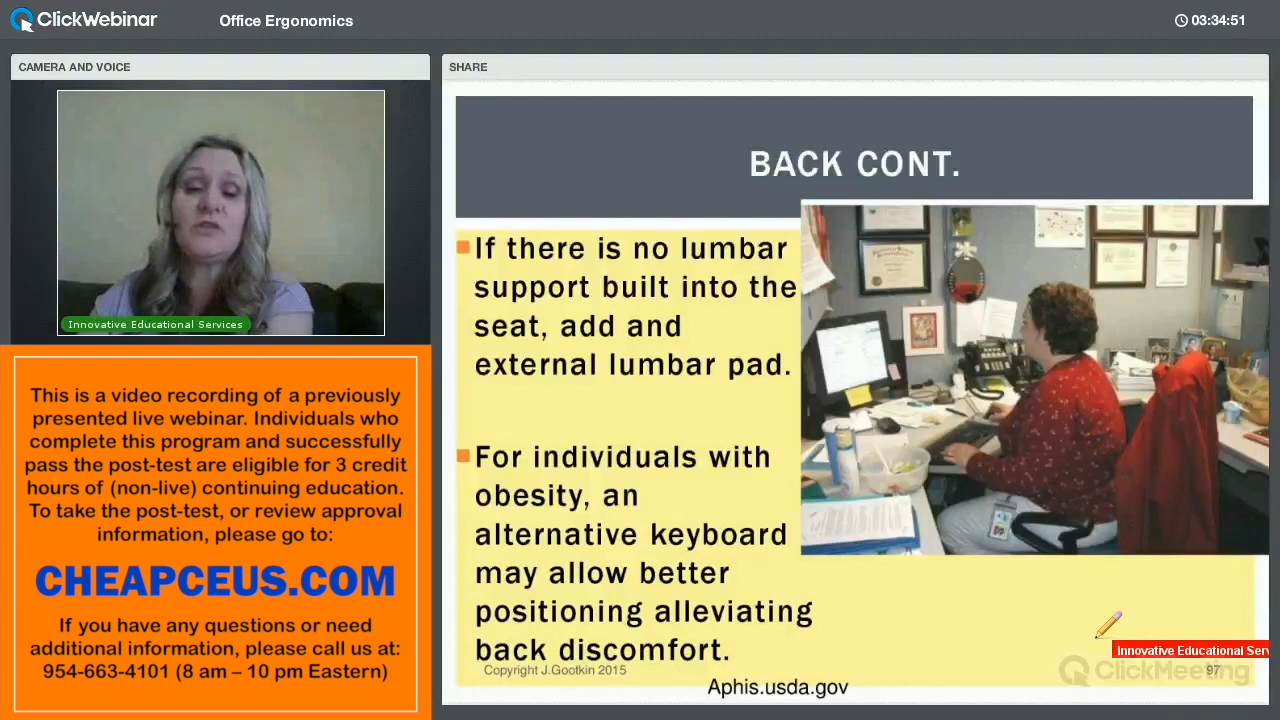 ClickWebinar
Office Ergonomics
03:34:51
CAMERA AND VOICE
Innovative Educational Services
This is a video recording of a previously
presented live webinar. Individuals who
complete this program and successfully
pass the post-test are eligible for 3 credit
hours of (non-live) continuing education.
To take the post-test, or review approval
information, please go to:
CHEAPCEUS.COM
If you have any questions or need
additional information, please call us at:
954-663-4101 (8 am – 10 pm Eastern)
SHARE
BACK CONT.
If there is no lumbar
support built into the
seat, add and
external lumbar pad.
For individuals with
obesity, an
alternative keyboard
may allow better
positioning alleviating
back discomfort.
Copyright J.Gootkin 2015
Aphis.usda.gov
Innovative Educational Serv
97
ClickMeeting